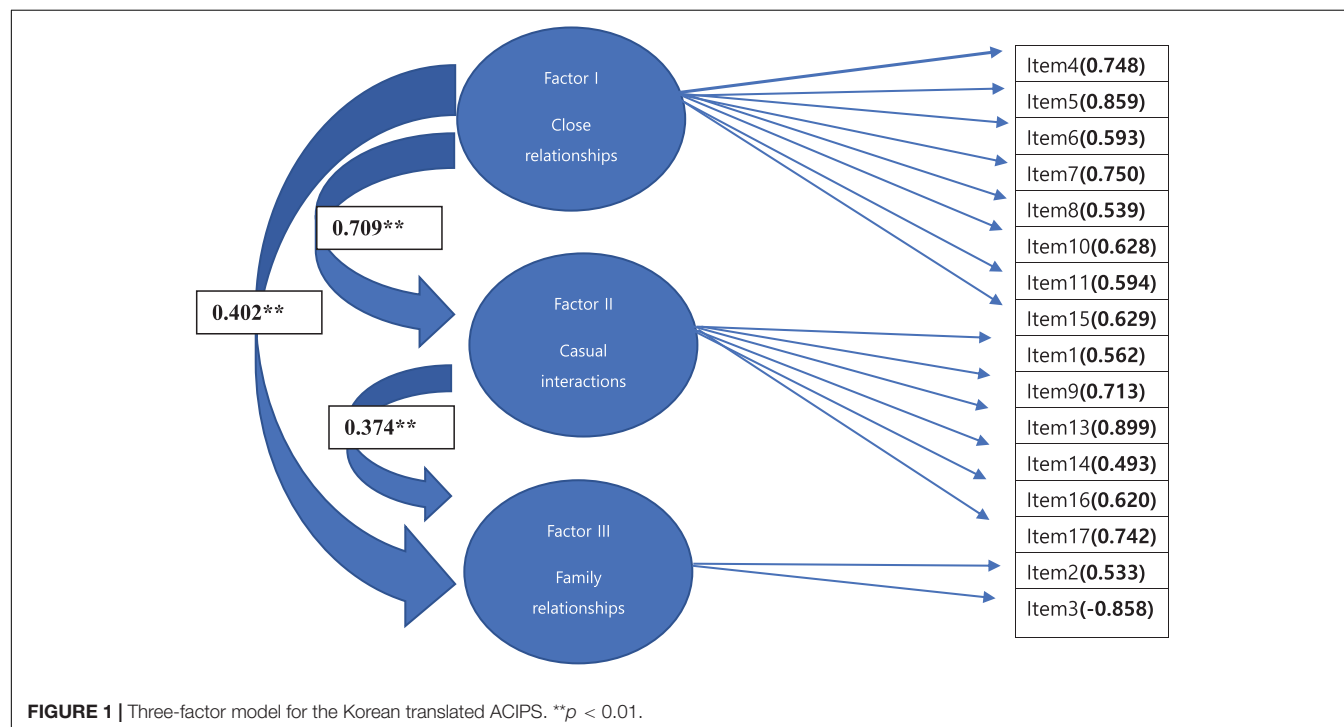 Factor I
Close
relationships
0.709**
0.402**
Factor II
Casual
interactions
0.374**
Factor III
Family
relationships
Item4(0.748)
Item5(0.859)
Item6(0.593)
Item7(0.750)
Item8(0.539)
Item10(0.628)
Item11(0.594)
Item15(0.629)
Item1(0.562)
Item9(0.713)
Item13(0.899)
Item14(0.493)
Item16(0.620)
Item17(0.742)
Item2(0.533)
Item3(-0.858)
FIGURE 1 | Three-factor model for the Korean translated ACIPS. **p < 0.01.